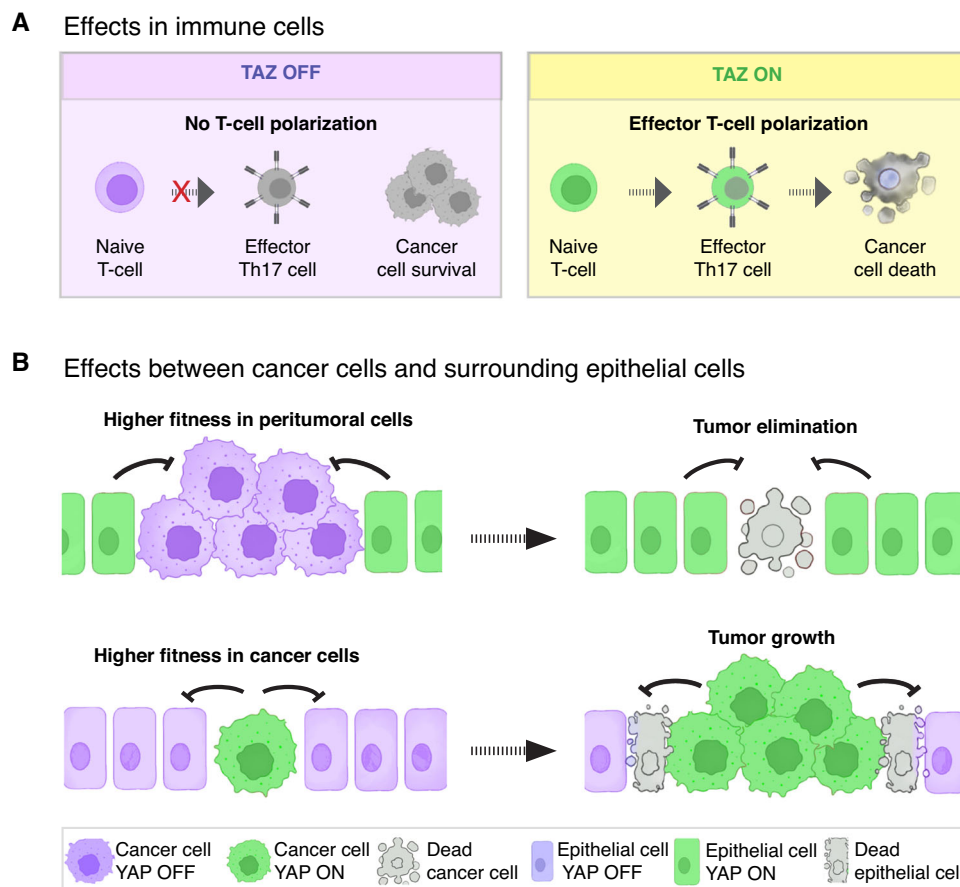 A Effects in immune cells
TAZ OFF
No T-cell polarization
X
Naive
T-cell
Effector
Th17 cell
Cancer
cell survival
TAZ ON
Effector T-cell polarization
Naive
T-cell
Effector
Th17 cell
Cancer
cell death
B Effects between cancer cells and surrounding epithelial cells
Higher fitness in peritumoral cells
Tumor elimination
Higher fitness in cancer cells
Tumor growth
Cancer cell
YAP OFF
Cancer cell
YAP ON
Dead
cancer cell
Epithelial cell
YAP OFF
Epithelial cell
YAP ON
Dead
epithelial cell